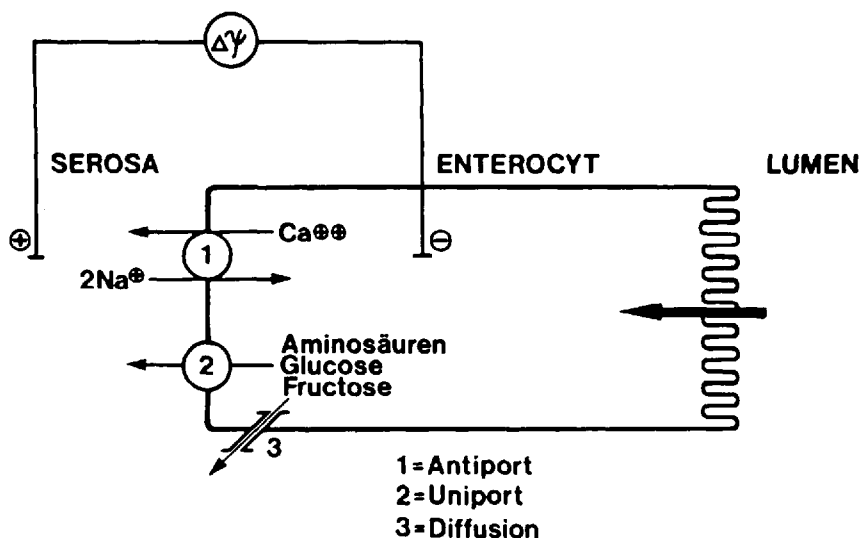 Δψ
SEROSA
ENTEROCYT
LUMEN
⊕
⊖
Ca⊕⊕
1
2Na⊕
Aminosäuren
2
Glucose
Fructose
3
1=Antiport
2=Uniport
3=Diffusion